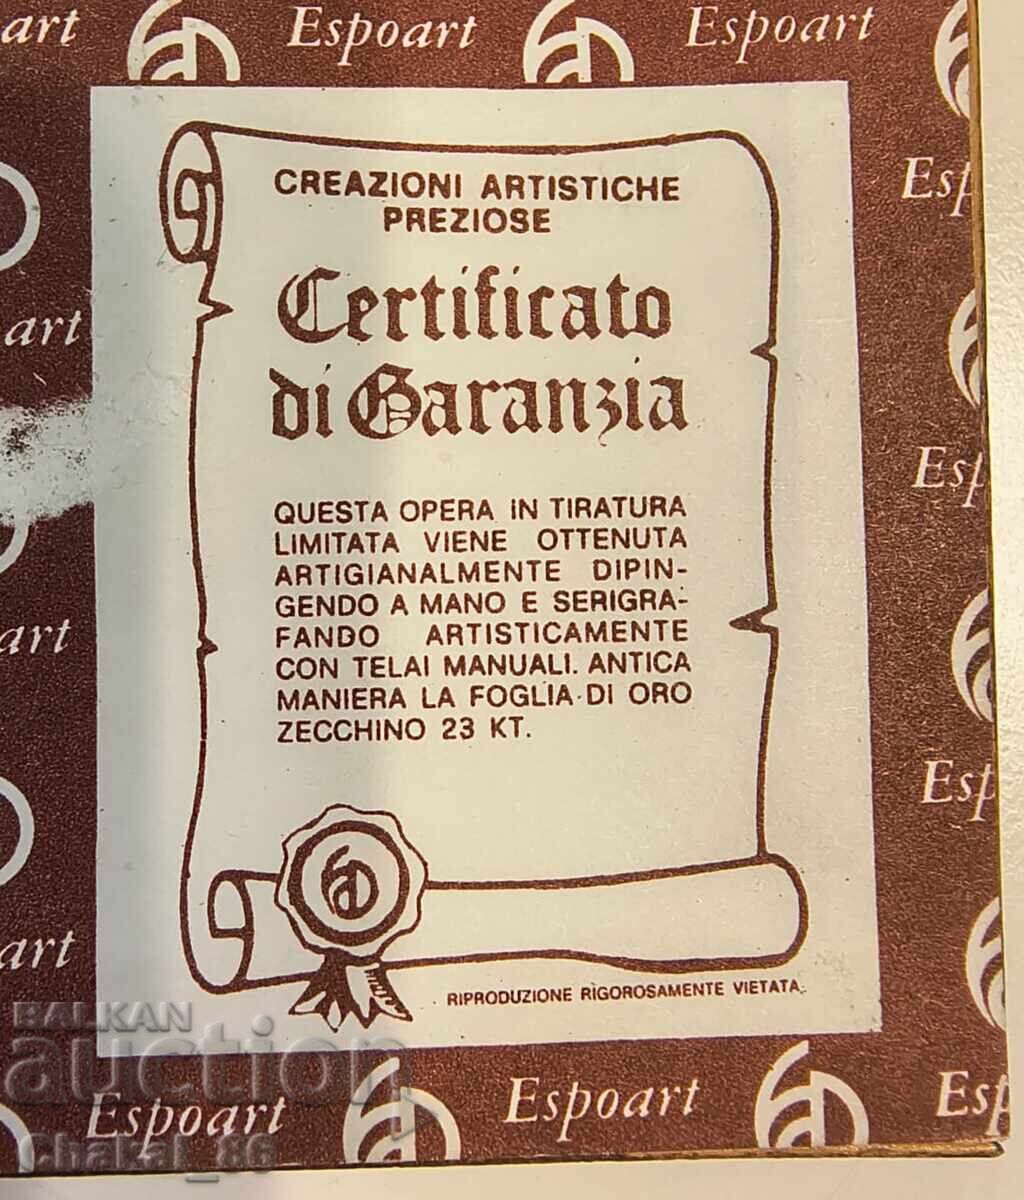 art Espoart Espoart
CREAZIONI ARTISTICHE
PREZIOSE
Esp
Certificato
art
di Garanzia
Esp
QUESTA OPERA IN TIRATURA
LIMITATA VIENE OTTENUTA
ARTIGIANALMENTE DIPIN-
GENDO A MANO E SERIGRA-
art
FANDO ARTISTICAMENTE
CON TELAI MANUALI. ANTICA
MANIERA LA FOGLIA DI ORO
ZECCHINO 23 KT.
Esp
art
RIPRODUZIONE RIGOROSAMENTE VIETATA.
BALKAN
auction
Espoart Espoart Esp
Chakal_86